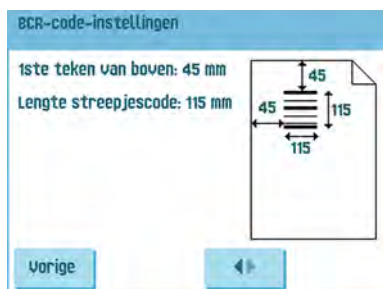 BCR-code-instellingen
1ste teken van boven: 45 mm
Lengte streepjescode: 115 mm
45
45
115
115
Vorige